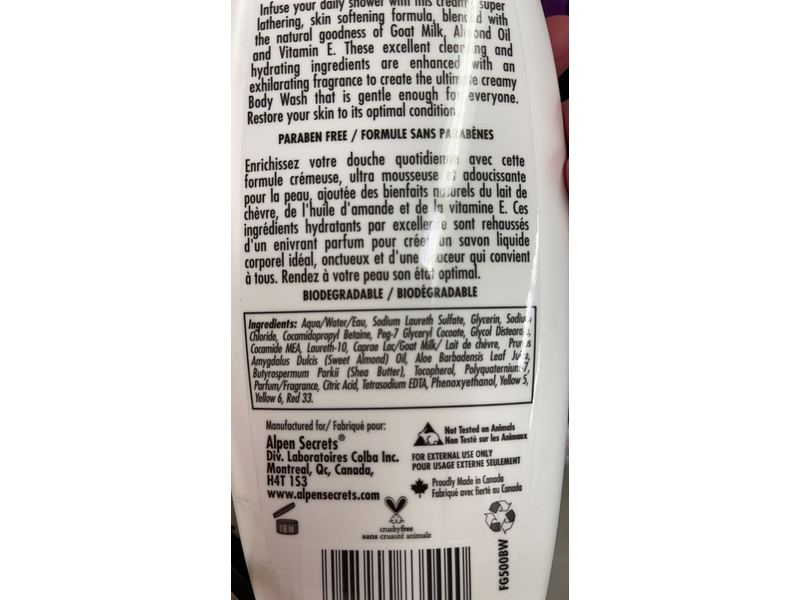 Infuse your daily shower with this creamy super
lathering, skin softening formula, blended with
the natural goodness of Goat Milk, Almond Oil
and Vitamin E. These excellent cleansing and
hydrating ingredients are enhanced with an
exhilarating fragrance to create the ultimate creamy
Body Wash that is gentle enough for everyone.
Restore your skin to its optimal condition.
PARABEN FREE / FORMULE SANS PARABÈNES
Enrichissez votre douche quotidienne avec cette
formule crémeuse, ultra mousseuse et adoucissante
pour la peau, ajoutée des bienfaits naturels du lait de
chèvre, de l'huile d'amande et de la vitamine E. Ces
ingrédients hydratants par excellence sont rehaussés
d'un enivrant parfum pour créer un savon liquide
corporel idéal, onctueux et d'une douceur qui convient
à tous. Rendez à votre peau son état optimal.
BIODEGRADABLE / BIODÉGRADABLE
Ingredients: Aqua/Water/Eau, Sodium Laureth Sulfate, Glycerin, Sodium
Chloride, Cocamidopropyl Betaine, Peg-7 Glyceryl Cocoate, Glycol Distearate,
Cocamide MEA, Laureth-10, Caprae Lac/Goat Milk/ Lait de chèvre, Prunus
Amygdalus Dulcis (Sweet Almond) Oil, Aloe Barbadensis Leaf Juice,
Butyrospermum Parkii (Shea Butter), Tocopherol, Polyquaternium-7,
Parfum/Fragrance, Citric Acid, Tetrasodium EDTA, Phenoxyethanol, Yellow 5,
Yellow 6, Red 33.
Manufactured for/ Fabriqué pour:
Alpen Secrets®
Div. Laboratoires Colba Inc.
Montreal, Qc, Canada,
H4T 1S3
www.alpensecrets.com
Not Tested on Animals
Non Testé sur les Animaux
FOR EXTERNAL USE ONLY
POUR USAGE EXTERNE SEULEMENT
Proudly Made in Canada
Fabriqué avec fierté au Canada
18 M
crueltyfree
sans cruauté animale
FG500BW